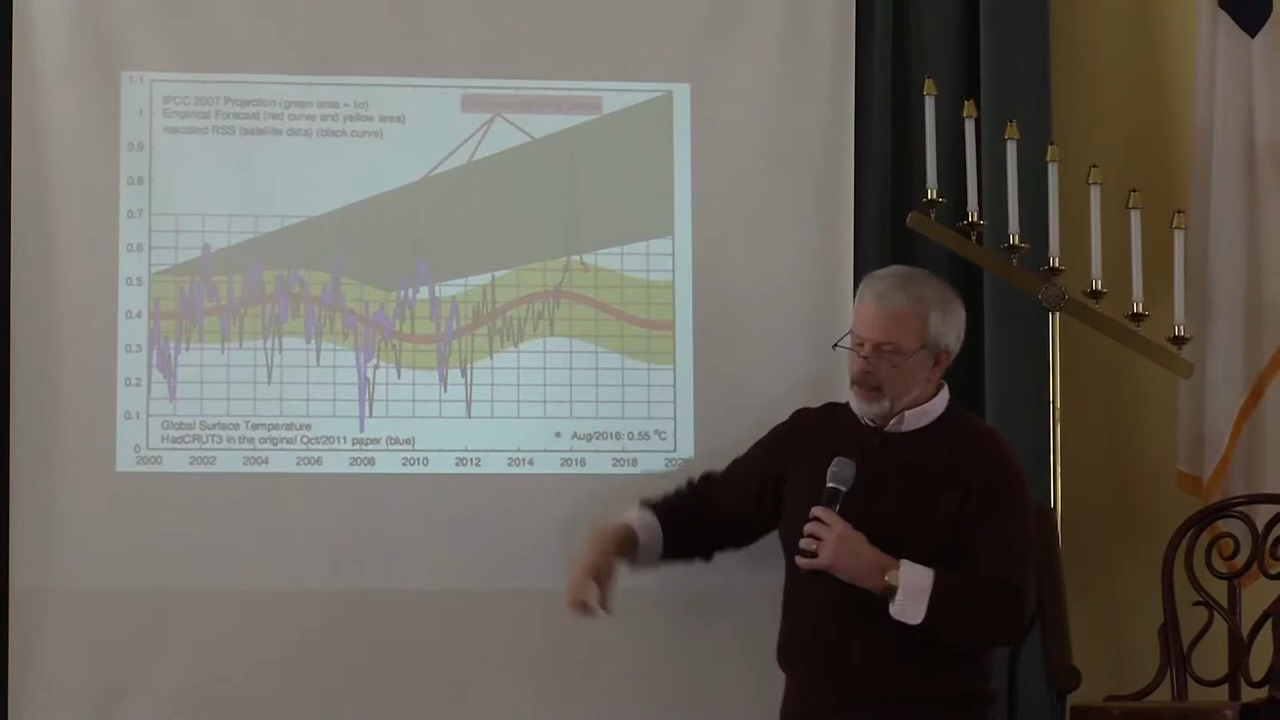 1.1
IPCC 2007 Projection (green area = 1σ)
Empirical Forecast (red curve and yellow area)
rescaled RSS (satellite data) (black curve)
1
0.9
0.8
0.7
0.6
0.5
0.4
0.3
0.2
0.1
0
Global Surface Temperature
HadCRUT3 in the original Oct/2011 paper (blue)
Aug/2016: 0.55 °C
2000 2002 2004 2006 2008 2010 2012 2014 2016 2018